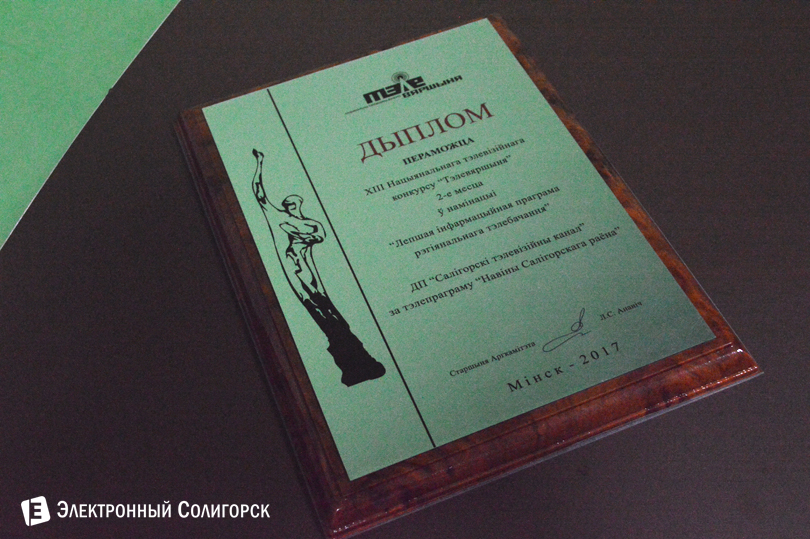 ТЭЛЕ
ВЯРШЫНЯ
ДЫПЛОМ
ПЕРАМОЖЦА
XIII Нацыянальнага тэлевізійнага
конкурсу “Тэлевяршыня”
2-е месца
ў намінацыі
“Лепшая інфармацыйная праграма
рэгіянальнага тэлебачання”
ДП “Салігорскі тэлевізійны канал”
за тэлепраграму “Навіны Салігорскага раёна”
Старшыня Аргкамітэта
Л.С. Ананіч
Мінск - 2017
Е Электронный Солигорск